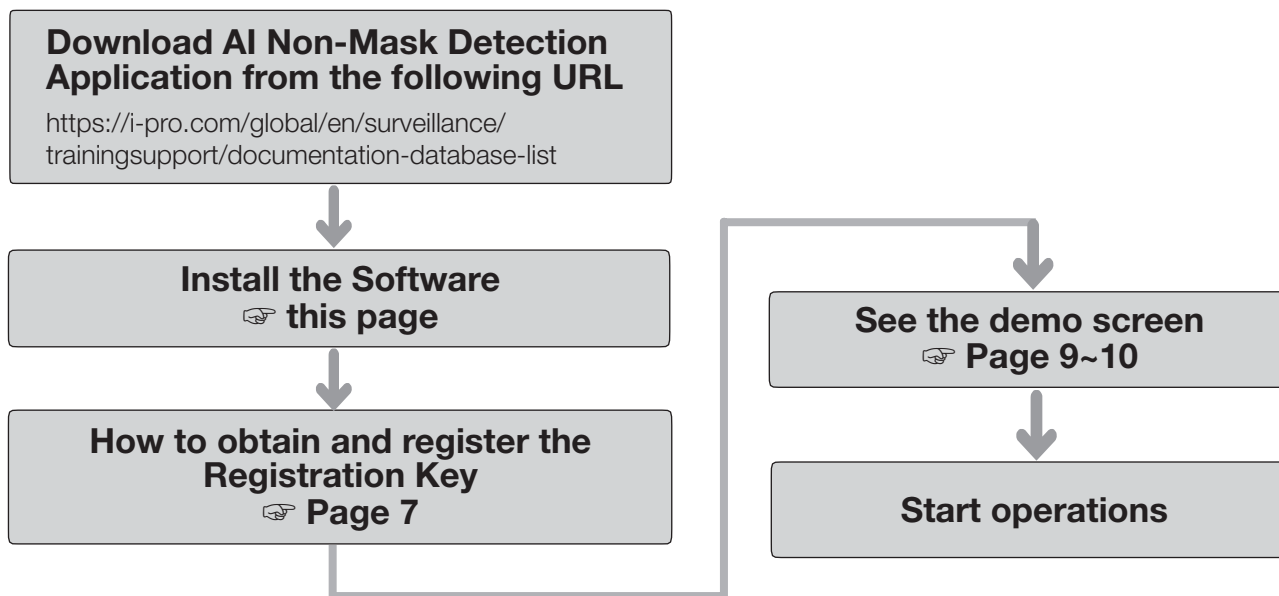 Download AI Non-Mask Detection
Application from the following URL
https://i-pro.com/global/en/surveillance/
trainingsupport/documentation-database-list
Install the Software
☞ this page
How to obtain and register the
Registration Key
☞ Page 7
See the demo screen
☞ Page 9~10
Start operations